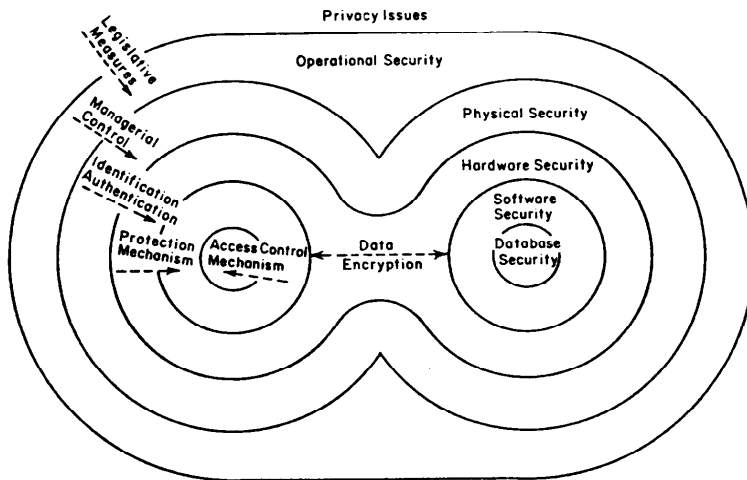 Privacy Issues
Operational Security
Legislative
Measures
Physical Security
Managerial
Control
Hardware Security
Identification
Authentication
Software
Security
Protection
Mechanism
Access Control
Mechanism
Data
Encryption
Database
Security